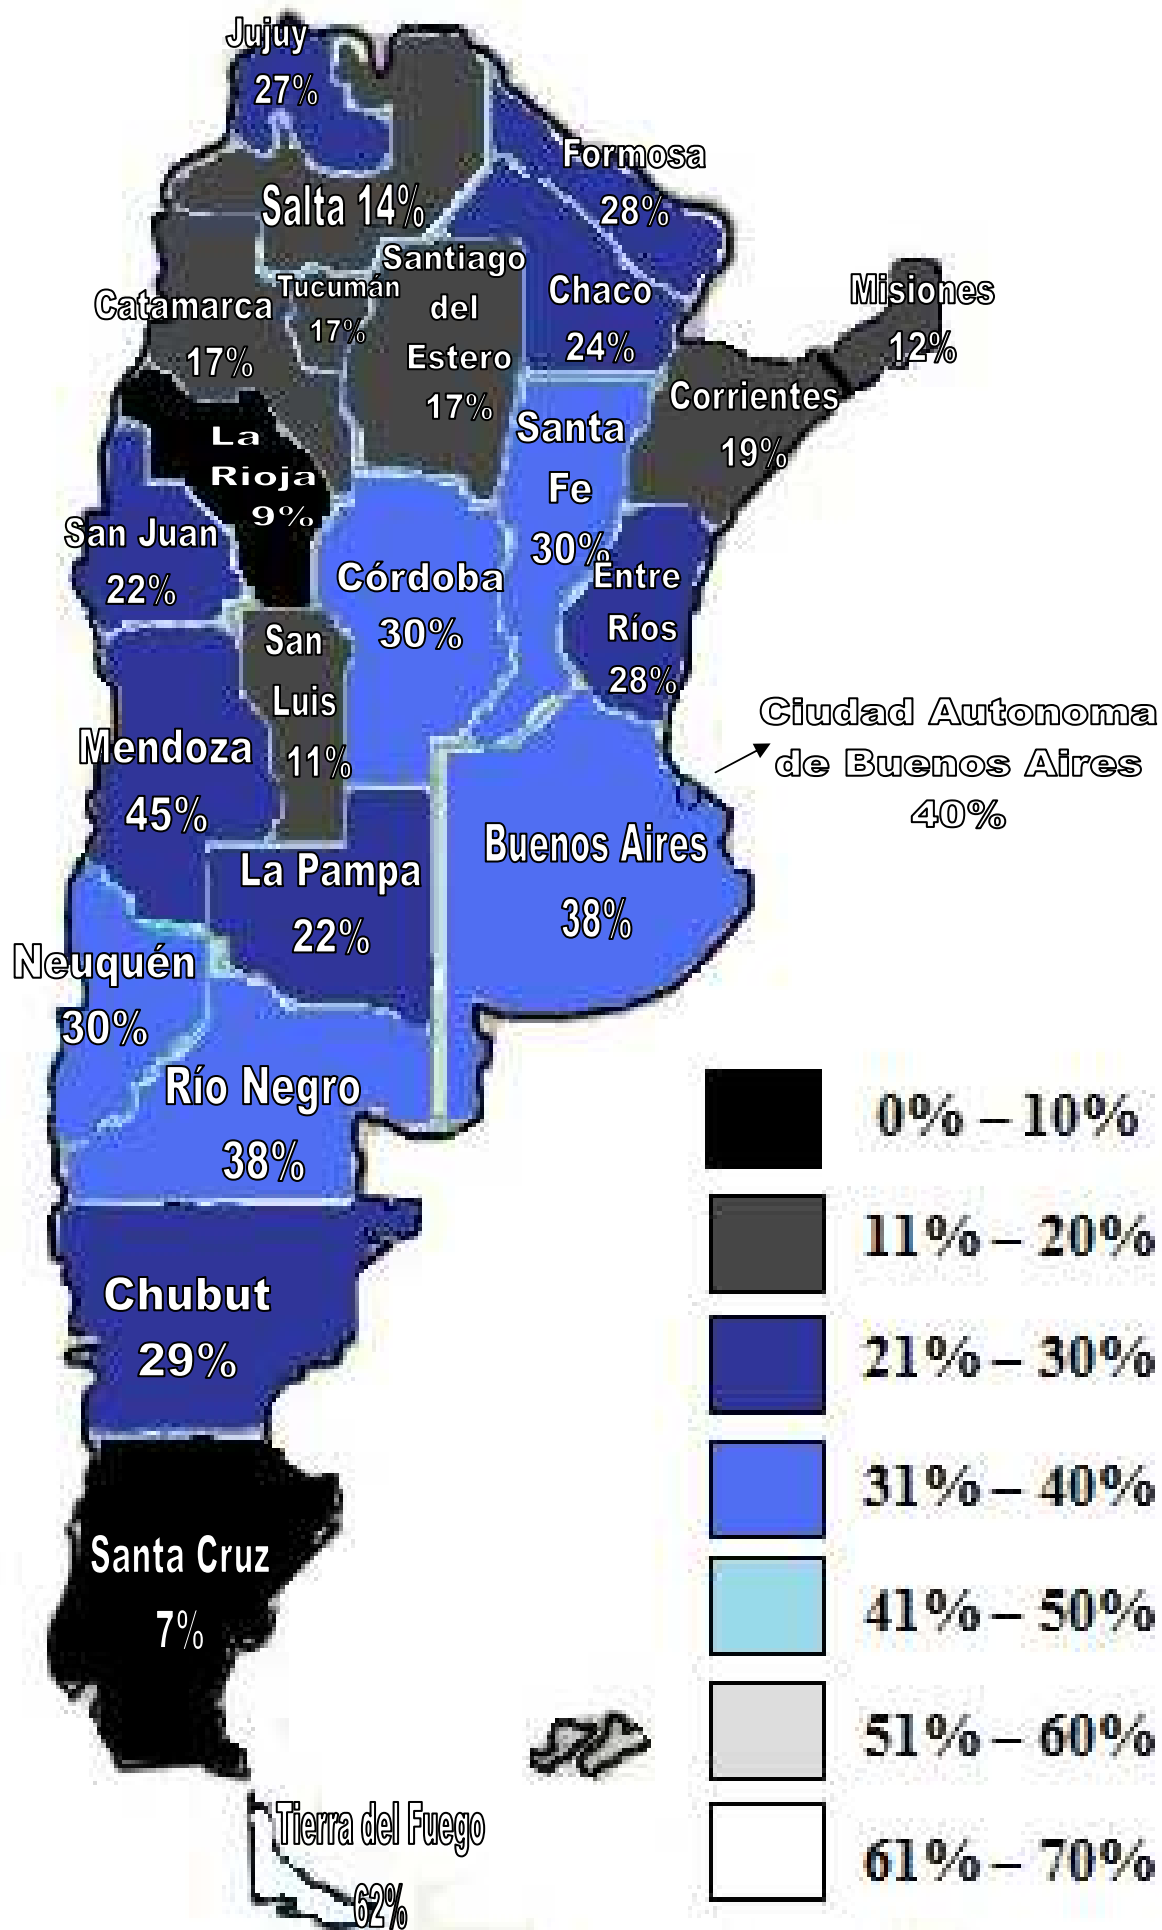 Jujuy
27%
Formosa
28%
Salta 14%
Santiago
del
Estero
17%
Chaco
24%
Misiones
12%
Catamarca
17%
Tucumán
17%
Corrientes
19%
La
Rioja
9%
Santa
Fe
30%
San Juan
22%
Córdoba
30%
Entre
Ríos
28%
San
Luis
11%
Mendoza
45%
Ciudad Autonoma
de Buenos Aires
40%
Buenos Aires
38%
La Pampa
22%
Neuquén
30%
Río Negro
38%
Chubut
29%
Santa Cruz
7%
Tierra del Fuego
62%
0% – 10%
11% – 20%
21% – 30%
31% – 40%
41% – 50%
51% – 60%
61% – 70%